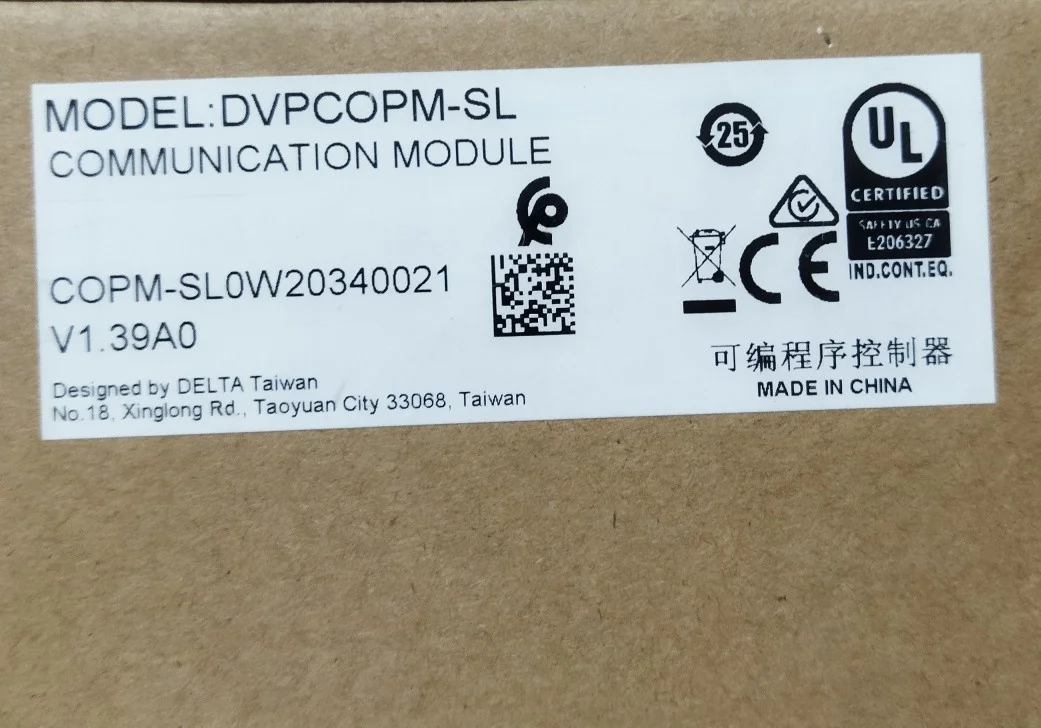 MODEL:DVPCOPM-SL
COMMUNICATION MODULE
COPM-SL0W20340021
V1.39A0
Designed by DELTA Taiwan
No.18, Xinglong Rd., Taoyuan City 33068, Taiwan
25
UL
CERTIFIED
SAFETY US CA
E206327
IND.CONT.EQ.
CE
可编程序控制器
MADE IN CHINA